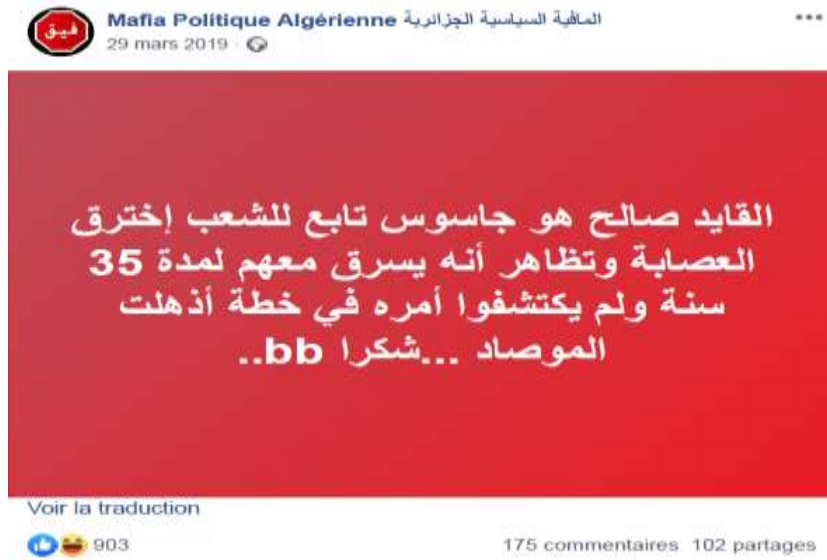 Mafia Politique Algérienne المافية السياسية الجزائرية
29 mars 2019
فيق
القايد صالح هو جاسوس تابع للشعب إخترق
العصابة وتظاهر أنه يسرق معهم لمدة 35
سنة ولم يكتشفوا أمره في خطة أذهلت
الموصاد ...شكرا bb..
Voir la traduction
903
175 commentaires 102 partages